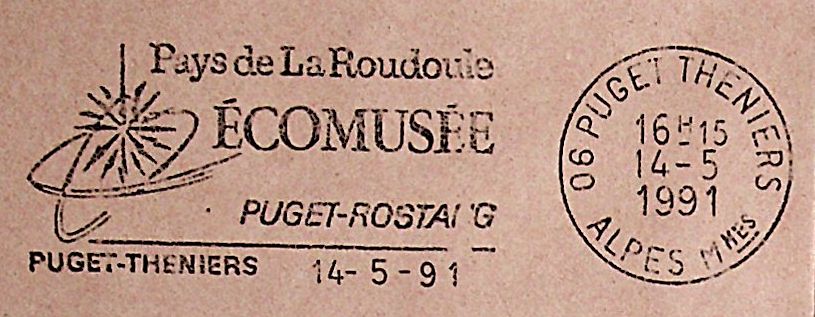 Pays de La Roudoule
ÉCOMUSÉE
PUGET-ROSTANG
PUGET-THENIERS 14-5-91
06 PUGET THENIERS
16H15
14-5
1991
ALPES MMES